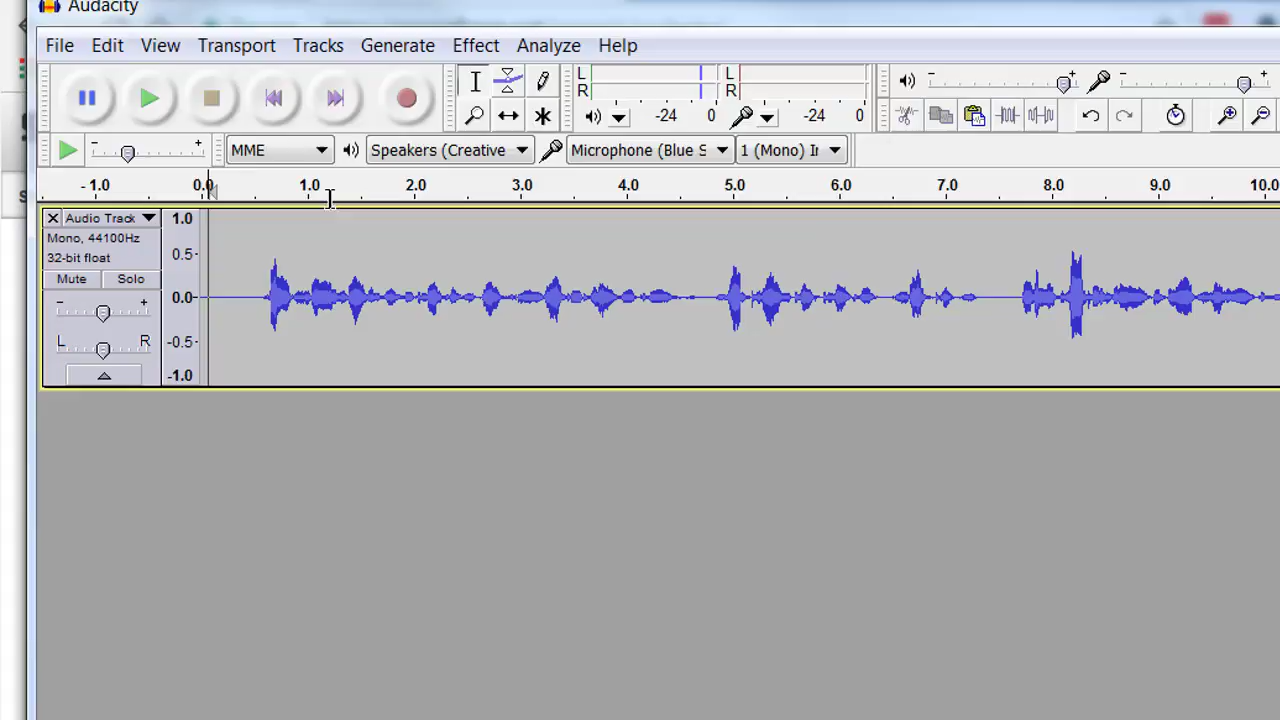 Audacity
File Edit View Transport Tracks Generate Effect Analyze Help
L L
R R
-24 0 -24 0
MME Speakers (Creative Microphone (Blue S 1 (Mono) Ir
- 1.0 0.0 1.0 2.0 3.0 4.0 5.0 6.0 7.0 8.0 9.0 10.0
Audio Track 1.0
Mono, 44100Hz
32-bit float 0.5
Mute Solo
- + 0.0
L R -0.5
-1.0